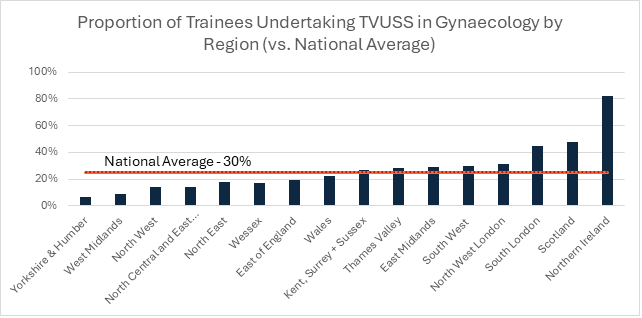 Proportion of Trainees Undertaking TVUSS in Gynaecology by
Region (vs. National Average)
100%
80%
60%
40%
20%
0%
National Average - 30%
Yorkshire & Humber
West Midlands
North West
North Central and East...
North East
Wessex
East of England
Wales
Kent, Surrey + Sussex
Thames Valley
East Midlands
South West
North West London
South London
Scotland
Northern Ireland